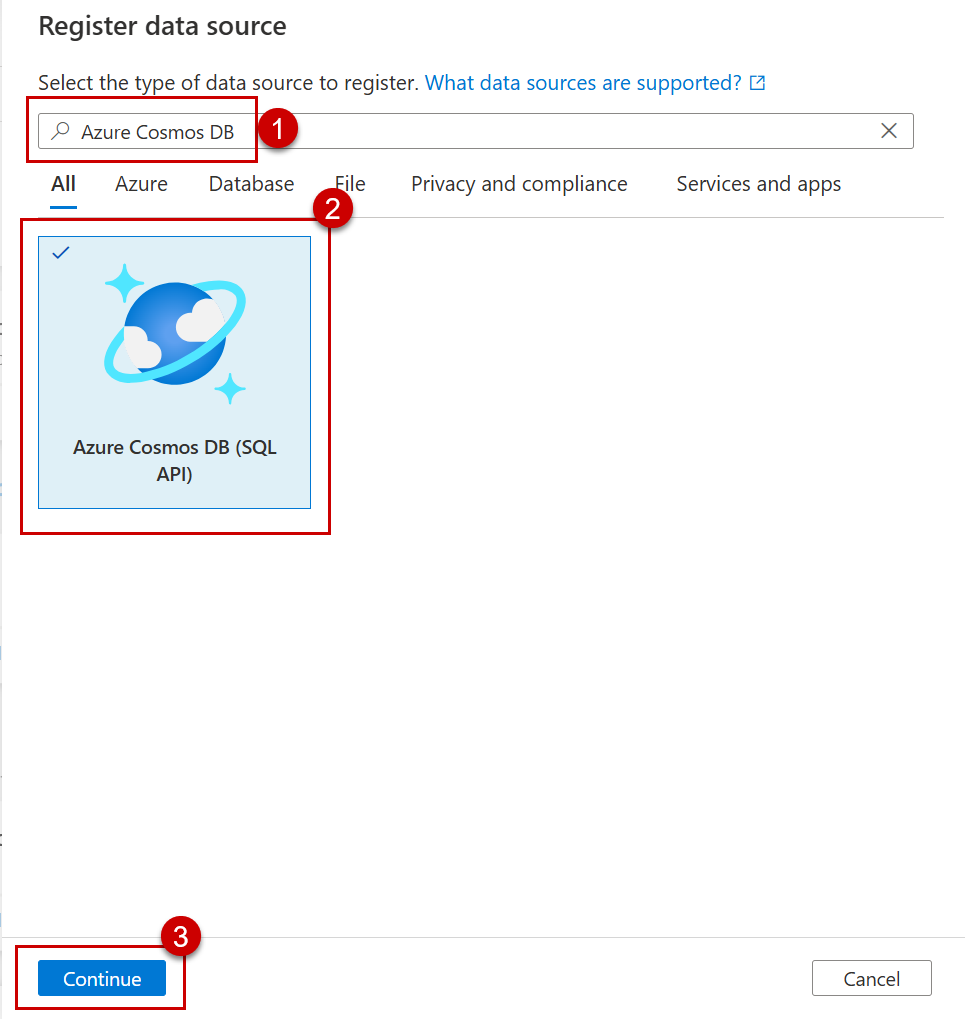 Register data source
Select the type of data source to register. What data sources are supported?
Azure Cosmos DB
1
All Azure Database File Privacy and compliance Services and apps
2
Azure Cosmos DB (SQL
API)
3
Continue Cancel